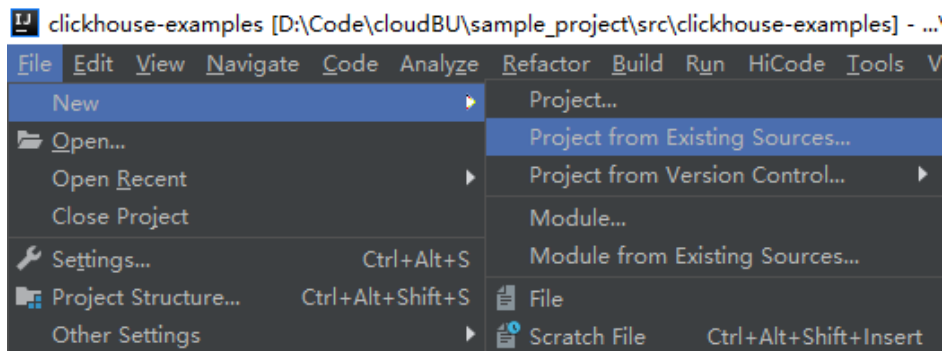 clickhouse-examples [D:\Code\cloudBU\sample_project\src\clickhouse-examples] - ...
File Edit View Navigate Code Analyze Refactor Build Run HiCode Tools V
New
Open...
Open Recent
Close Project
Settings... Ctrl+Alt+S
Project Structure... Ctrl+Alt+Shift+S
Other Settings
Project...
Project from Existing Sources...
Project from Version Control...
Module...
Module from Existing Sources...
File
Scratch File Ctrl+Alt+Shift+Insert